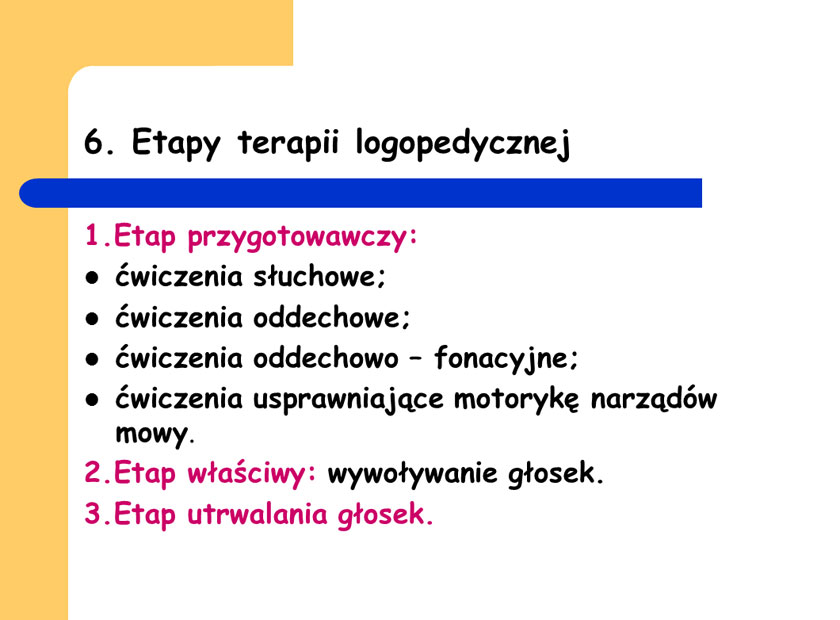 6. Etapy terapii logopedycznej
1.Etap przygotowawczy:
● ćwiczenia słuchowe;
● ćwiczenia oddechowe;
● ćwiczenia oddechowo – fonacyjne;
● ćwiczenia usprawniające motorykę narządów
mowy.
2.Etap właściwy: wywoływanie głosek.
3.Etap utrwalania głosek.